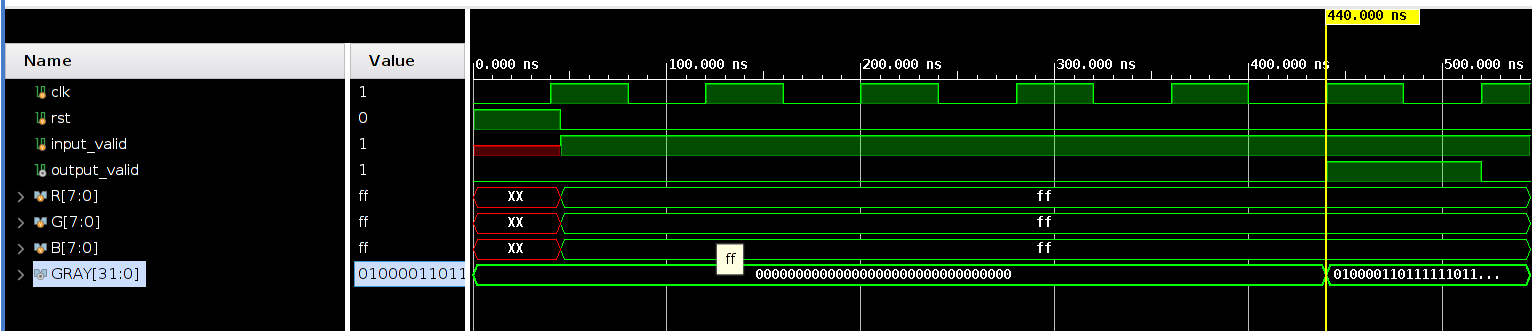 440.000 ns
Name Value
0.000 ns 100.000 ns 200.000 ns 300.000 ns 400.000 ns 500.000 ns
clk 1
rst 0
input_valid 1
output_valid 1
R[7:0] ff XX ff
G[7:0] ff XX ff
B[7:0] ff XX ff
ff
GRAY[31:0] 01000011011 00000000000000000000000000000000 010000110111111011...